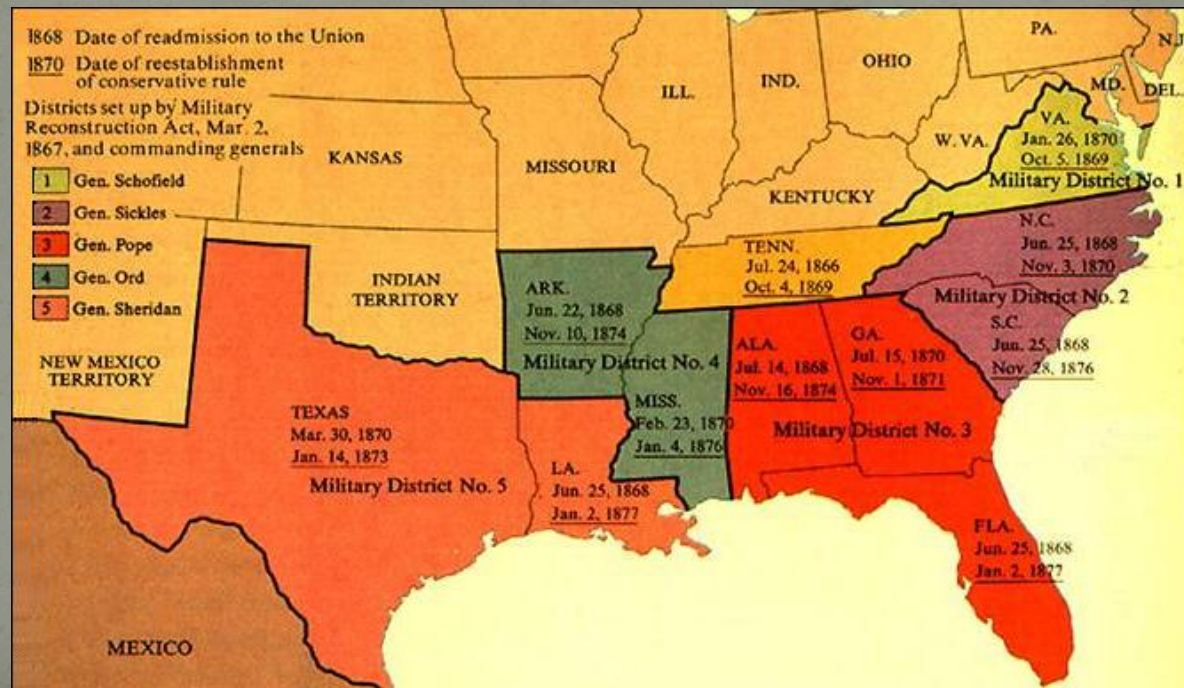 1868 Date of readmission to the Union
1870 Date of reestablishment
of conservative rule
Districts set up by Military
Reconstruction Act, Mar. 2,
1867, and commanding generals
1 Gen. Schofield
2 Gen. Sickles
3 Gen. Pope
4 Gen. Ord
5 Gen. Sheridan
KANSAS
MISSOURI
ILL.
IND.
OHIO
PA.
N.J.
MD.
DEL.
W. VA.
KENTUCKY
VA.
Jan. 26, 1870
Oct. 5, 1869
Military District No. 1
N.C.
Jun. 25, 1868
Nov. 3, 1870
Military District No. 2
S.C.
Jun. 25, 1868
Nov. 28, 1876
TENN.
Jul. 24, 1866
Oct. 4, 1869
INDIAN
TERRITORY
NEW MEXICO
TERRITORY
ARK.
Jun. 22, 1868
Nov. 10, 1874
Military District No. 4
MISS.
Feb. 23, 1870
Jan. 4, 1876
ALA.
Jul. 14, 1868
Nov. 16, 1874
GA.
Jul. 15, 1870
Nov. 1, 1871
Military District No. 3
FLA.
Jun. 25, 1868
Jan. 2, 1877
TEXAS
Mar. 30, 1870
Jan. 14, 1873
Military District No. 5
LA.
Jun. 25, 1868
Jan. 2, 1877
MEXICO